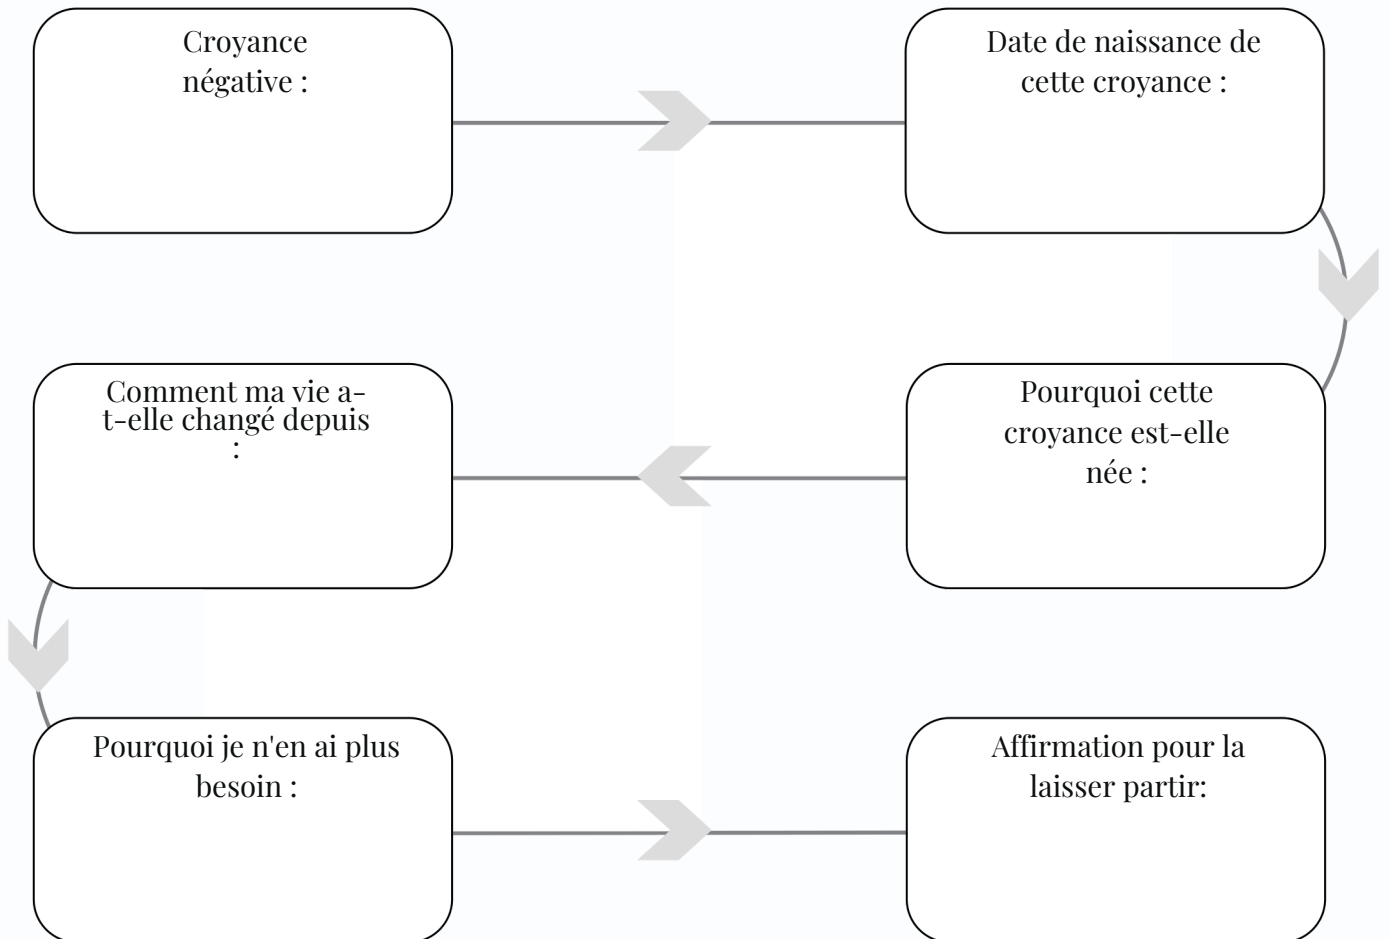 Croyance
négative :
Date de naissance de
cette croyance :
Pourquoi cette
croyance est-elle
née :
Comment ma vie a-
t-elle changé depuis
:
Pourquoi je n'en ai plus
besoin :
Affirmation pour la
laisser partir: